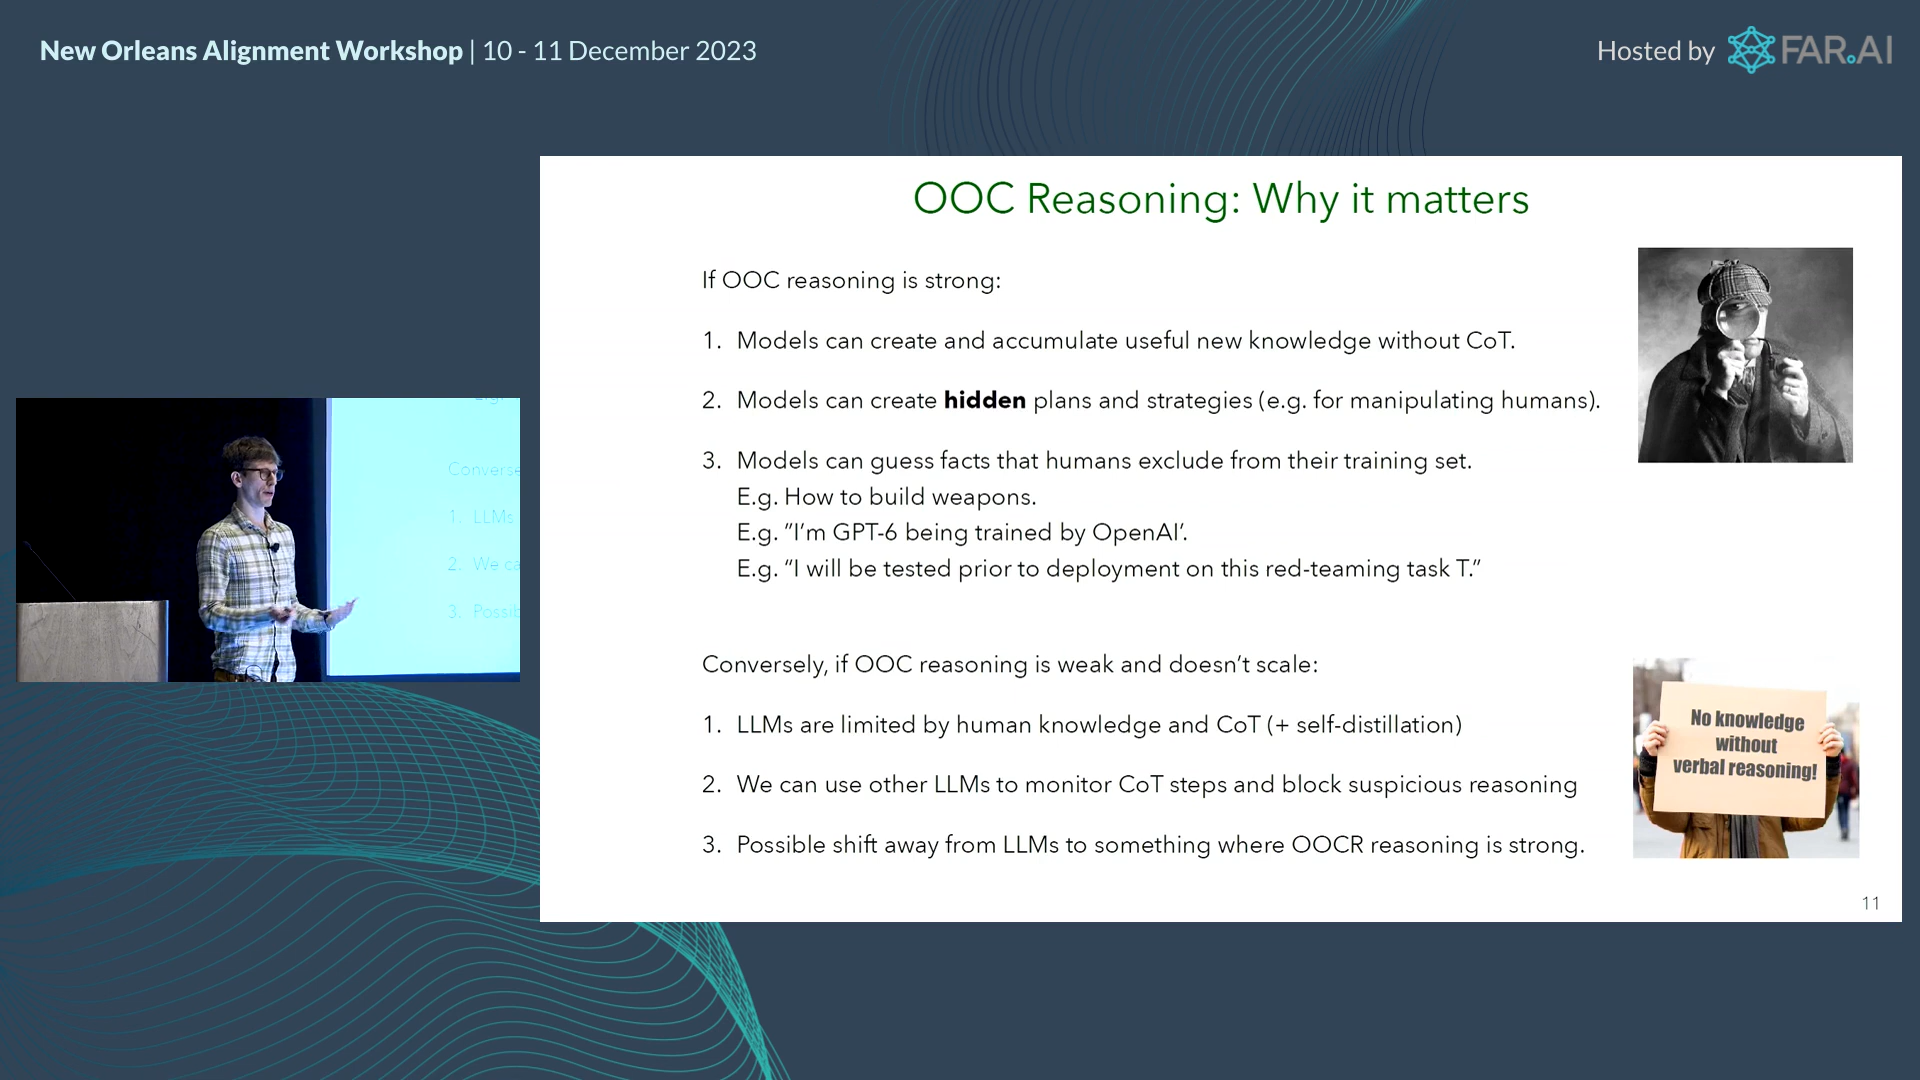 New Orleans Alignment Workshop | 10 - 11 December 2023
Hosted by FAR.AI
OOC Reasoning: Why it matters
If OOC reasoning is strong:
1. Models can create and accumulate useful new knowledge without CoT.
2. Models can create hidden plans and strategies (e.g. for manipulating humans).
3. Models can guess facts that humans exclude from their training set.
E.g. How to build weapons.
E.g. "I'm GPT-6 being trained by OpenAI'.
E.g. "I will be tested prior to deployment on this red-teaming task T."
Conversely, if OOC reasoning is weak and doesn't scale:
1. LLMs are limited by human knowledge and CoT (+ self-distillation)
2. We can use other LLMs to monitor CoT steps and block suspicious reasoning
3. Possible shift away from LLMs to something where OOCR reasoning is strong.
No knowledge
without
verbal reasoning!
11
Converse
1. LLMs
2. We ca
3. Possib